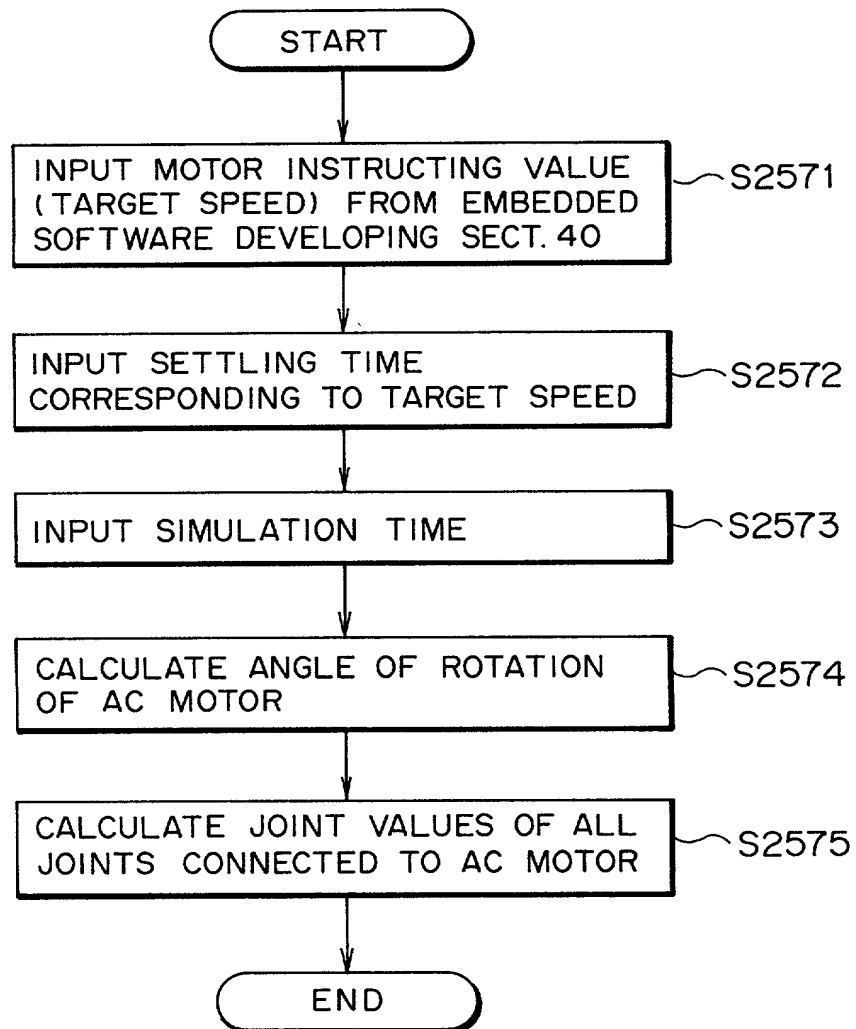 START
INPUT MOTOR INSTRUCTING VALUE
(TARGET SPEED) FROM EMBEDDED
SOFTWARE DEVELOPING SECT. 40
S2571
INPUT SETTLING TIME
CORRESPONDING TO TARGET SPEED
S2572
INPUT SIMULATION TIME
S2573
CALCULATE ANGLE OF ROTATION
OF AC MOTOR
S2574
CALCULATE JOINT VALUES OF ALL
JOINTS CONNECTED TO AC MOTOR
S2575
END